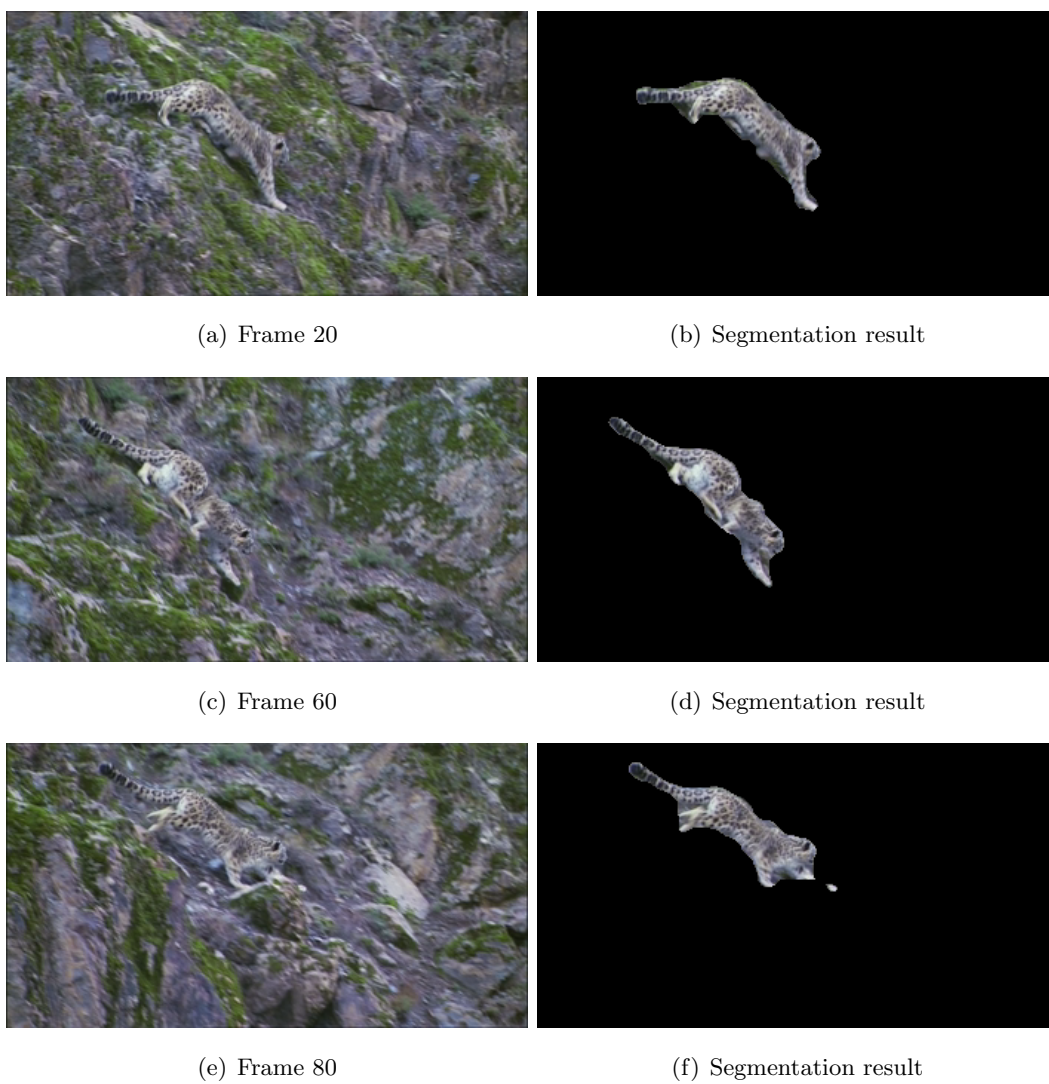 (a) Frame 20
(b) Segmentation result
(c) Frame 60
(d) Segmentation result
(e) Frame 80
(f) Segmentation result